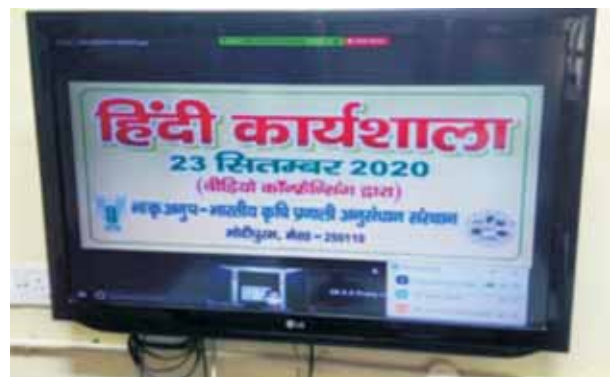 हिंदी कार्यशाला
23 सितम्बर 2020
(वीडियो कॉन्फ्रेन्सिंग द्वारा)
भाकृअनुप-भारतीय कृषि प्रणाली अनुसंधान संस्थान
मोदीपुरम, मेरठ - 250110
LG